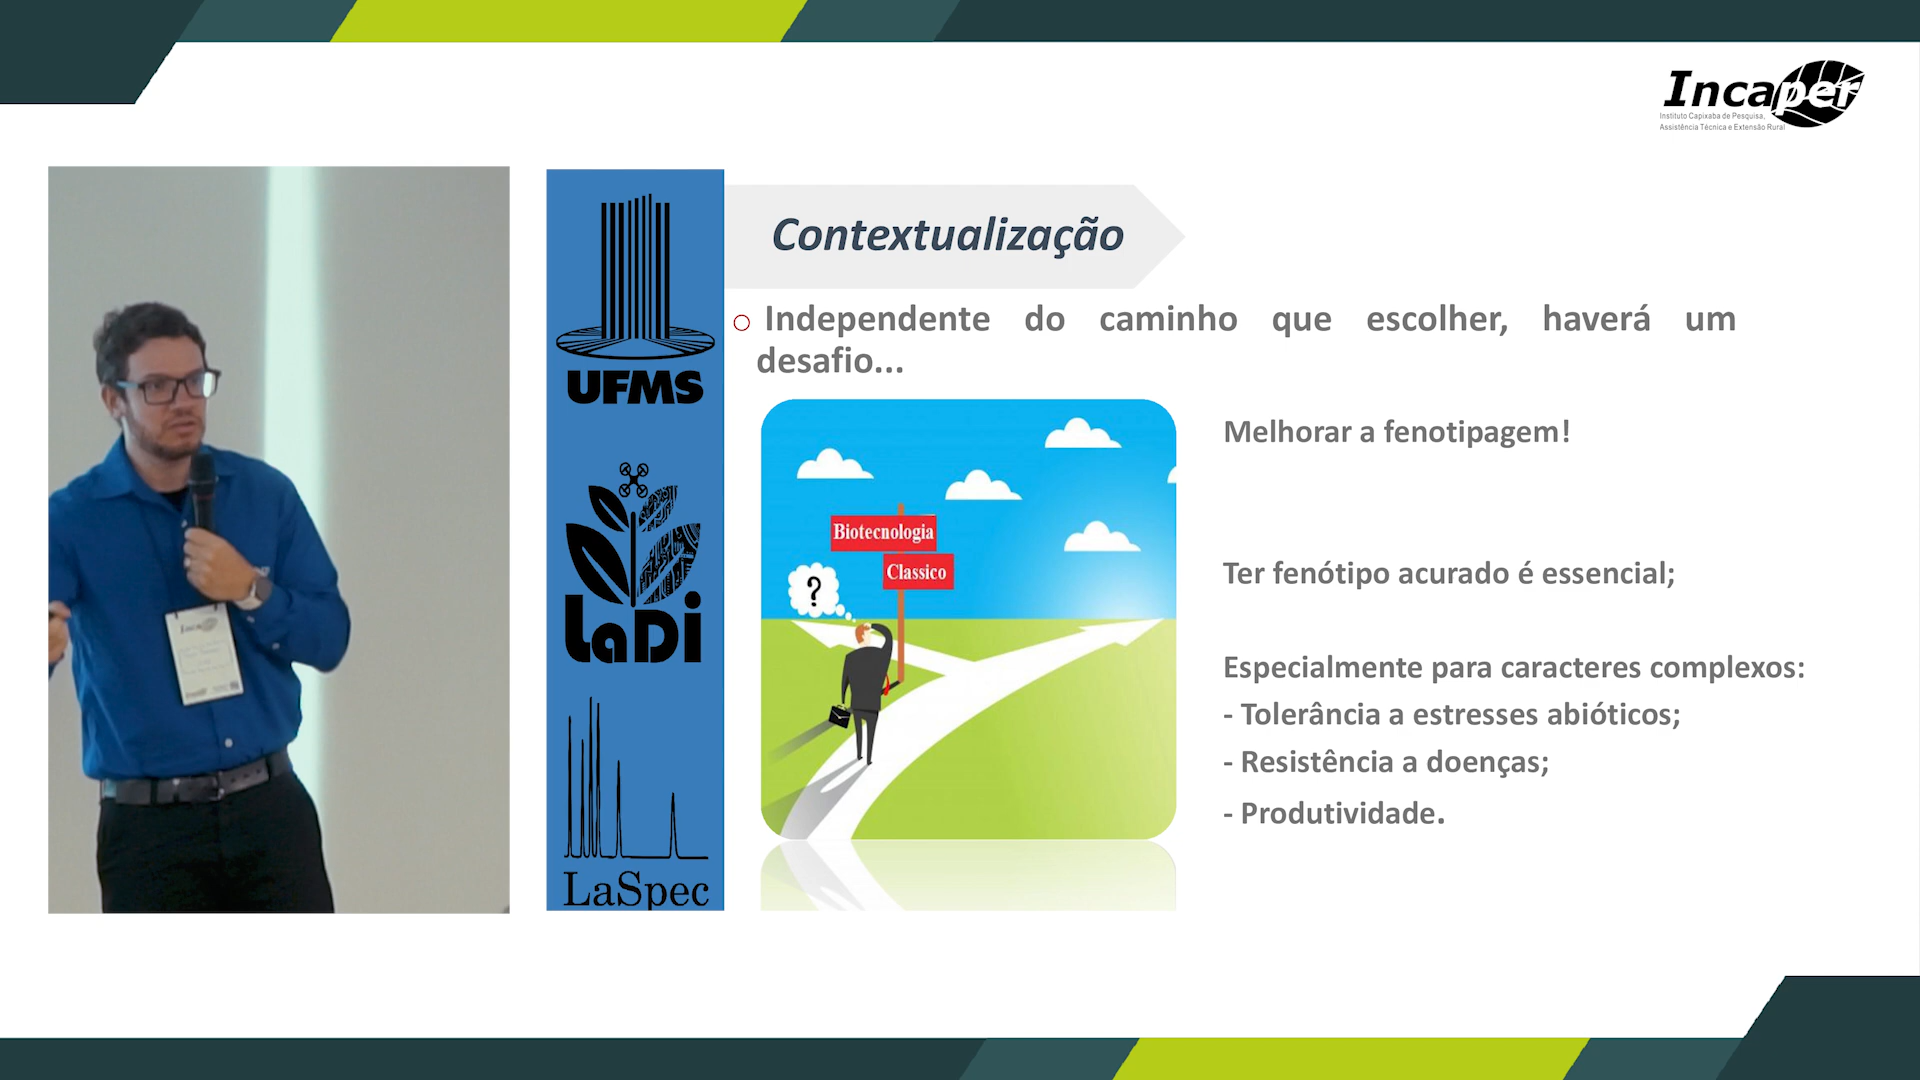 Incaper
Instituto Capixaba de Pesquisa,
Assistência Técnica e Extensão Rural
UFMS
LaDi
LaSpec
Contextualização
Independente do caminho que escolher, haverá um
desafio...
Biotecnologia
Classico
?
Melhorar a fenotipagem!
Ter fenótipo acurado é essencial;
Especialmente para caracteres complexos:
- Tolerância a estresses abióticos;
- Resistência a doenças;
- Produtividade.